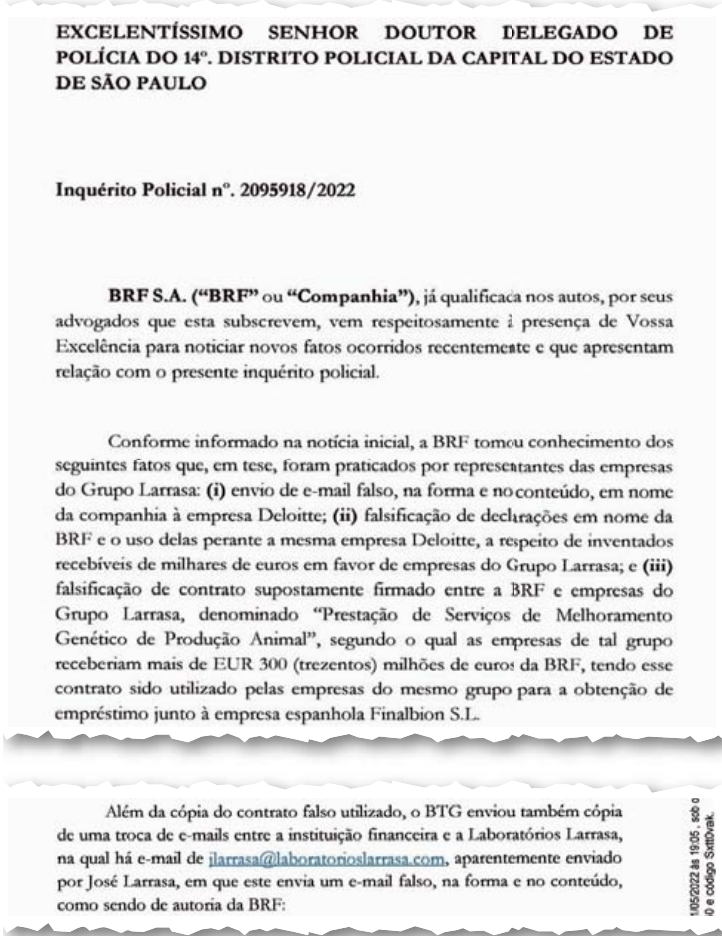 EXCELENTÍSSIMO SENHOR DOUTOR DELEGADO DE
POLÍCIA DO 14º. DISTRITO POLICIAL DA CAPITAL DO ESTADO
DE SÃO PAULO
Inquérito Policial nº. 2095918/2022
BRF S.A. (“BRF” ou “Companhia”), já qualificaca nos autos, por seus
advogados que esta subscrevem, vem respeitosamente à presença de Vossa
Excelência para noticiar novos fatos ocorridos recentemente e que apresentam
relação com o presente inquérito policial.
Conforme informado na notícia inicial, a BRF tomou conhecimento dos
seguintes fatos que, em tese, foram praticados por representantes das empresas
do Grupo Larrasa: (i) envio de e-mail falso, na forma e no conteúdo, em nome
da companhia à empresa Deloitte; (ii) falsificação de declarações em nome da
BRF e o uso delas perante a mesma empresa Deloitte, a respeito de inventados
recebíveis de milhares de euros em favor de empresas do Grupo Larrasa; e (iii)
falsificação de contrato supostamente firmado entre a BRF e empresas do
Grupo Larrasa, denominado “Prestação de Serviços de Melhoramento
Genético de Produção Animal”, segundo o qual as empresas de tal grupo
receberiam mais de EUR 300 (trezentos) milhões de euros da BRF, tendo esse
contrato sido utilizado pelas empresas do mesmo grupo para a obtenção de
empréstimo junto à empresa espanhola Finalbion S.L.
Além da cópia do contrato falso utilizado, o BTG enviou também cópia
de uma troca de e-mails entre a instituição financeira e a Laboratórios Larrasa,
na qual há e-mail de jlarrasa@laboratorioslarrasa.com, aparentemente enviado
por José Larrasa, em que este envia um e-mail falso, na forma e no conteúdo,
como sendo de autoria da BRF:
1/05/2022 às 19:05 , sob o
e código Sxtt0vak.